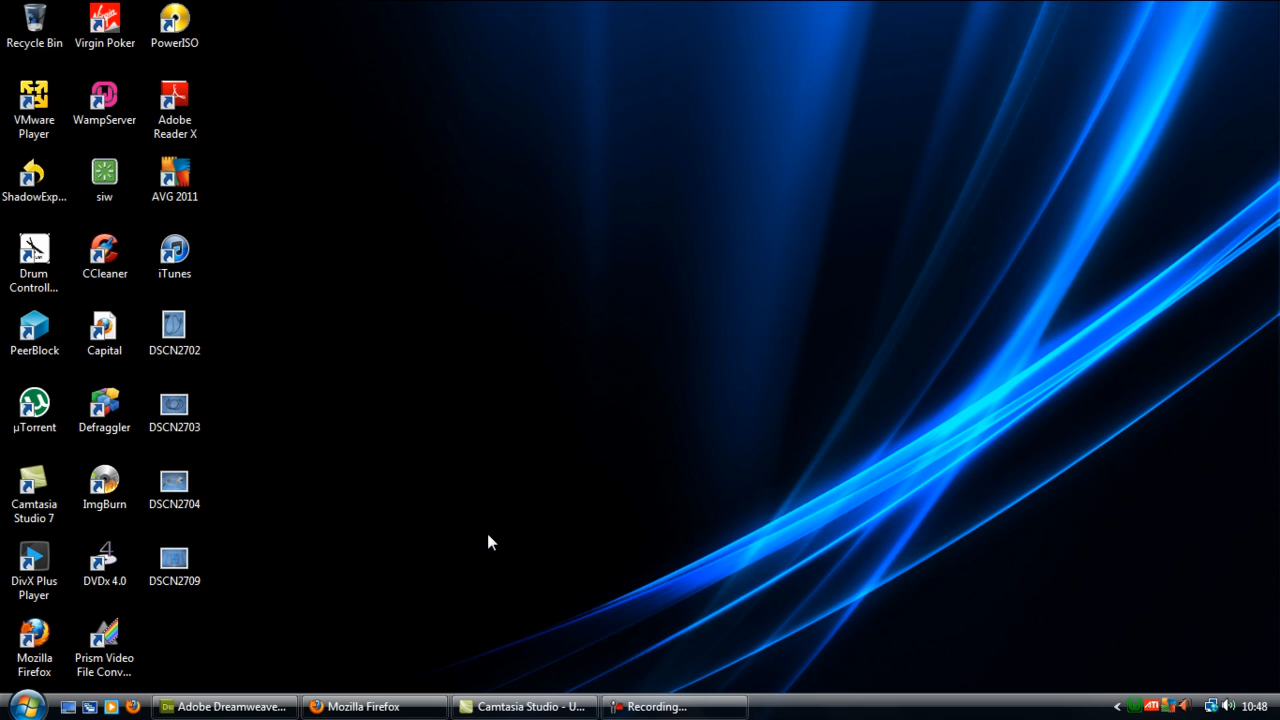 Recycle Bin
Virgin Poker
PowerISO
VMware
Player
WampServer
Adobe
Reader X
ShadowExp...
siw
AVG 2011
Drum
Controll...
CCleaner
iTunes
PeerBlock
Capital
DSCN2702
µTorrent
Defraggler
DSCN2703
Camtasia
Studio 7
ImgBurn
DSCN2704
DivX Plus
Player
DVDx 4.0
DSCN2709
Mozilla
Firefox
Prism Video
File Conv...
Adobe Dreamweave...
Mozilla Firefox
Camtasia Studio - U...
Recording...
ATI
10:48